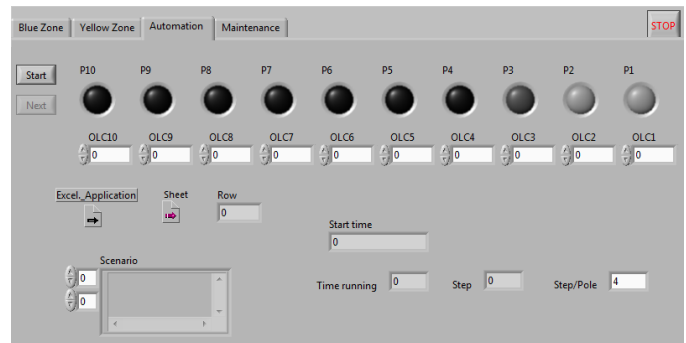 Blue Zone Yellow Zone Automation Maintenance STOP
Start P10 P9 P8 P7 P6 P5 P4 P3 P2 P1
Next
OLC10 OLC9 OLC8 OLC7 OLC6 OLC5 OLC4 OLC3 OLC2 OLC1
0 0 0 0 0 0 0 0 0 0
Excel._Application Sheet Row
0
Start time
0
Scenario
0
Time running 0 Step 0 Step/Pole 4
0